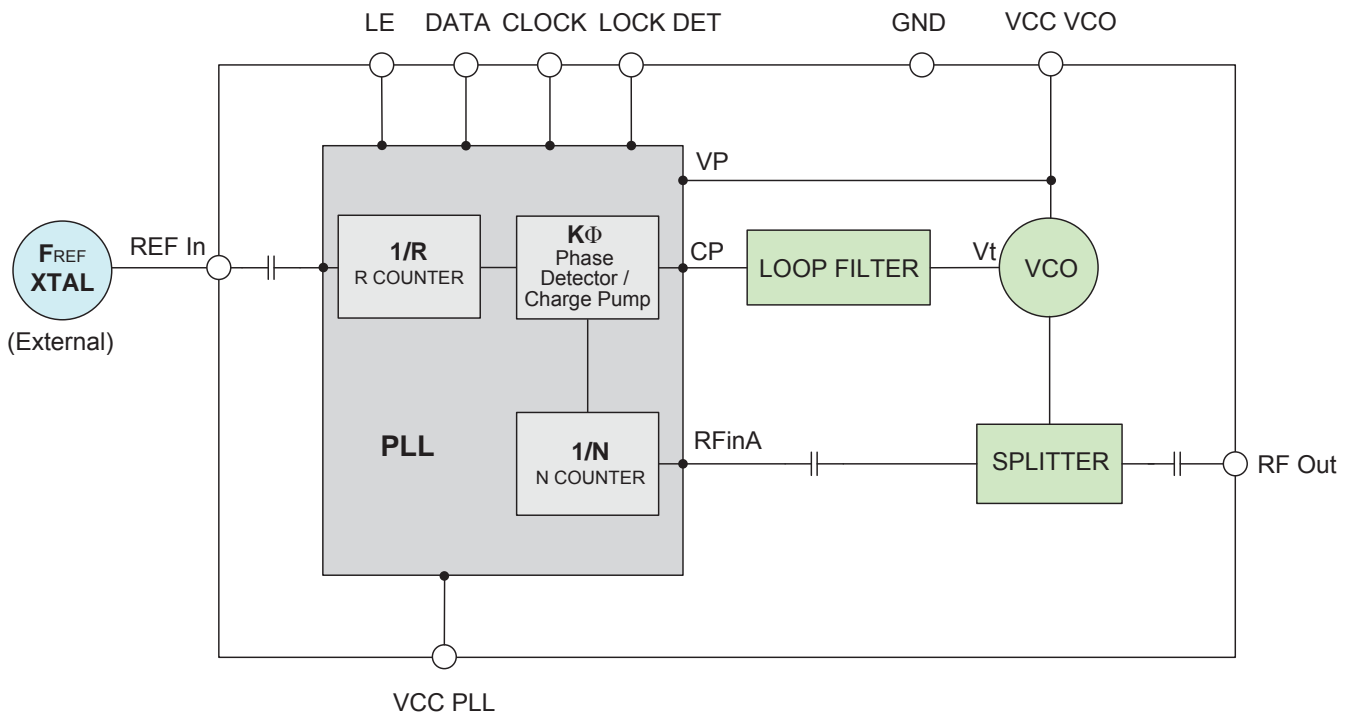 LE DATA CLOCK LOCK DET GND VCC VCO
VP
FREF
XTAL
(External)
REF In
1/R
R COUNTER
KΦ
Phase
Detector /
Charge Pump
CP
LOOP FILTER
Vt
VCO
PLL
1/N
N COUNTER
RFinA
SPLITTER
RF Out
VCC PLL